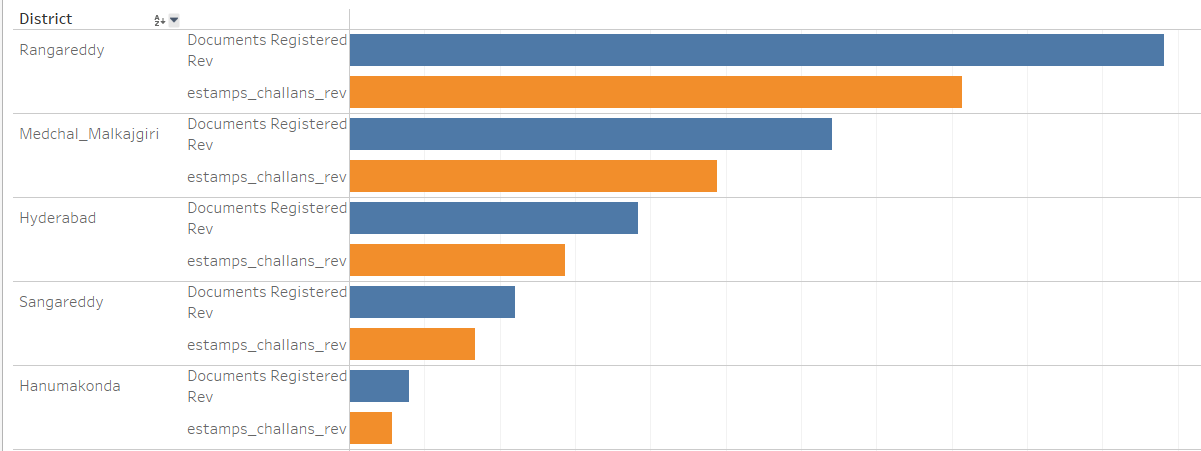 District
Rangareddy
Documents Registered
Rev
estamps_challans_rev
Medchal_Malkajgiri
Documents Registered
Rev
estamps_challans_rev
Hyderabad
Documents Registered
Rev
estamps_challans_rev
Sangareddy
Documents Registered
Rev
estamps_challans_rev
Hanumakonda
Documents Registered
Rev
estamps_challans_rev